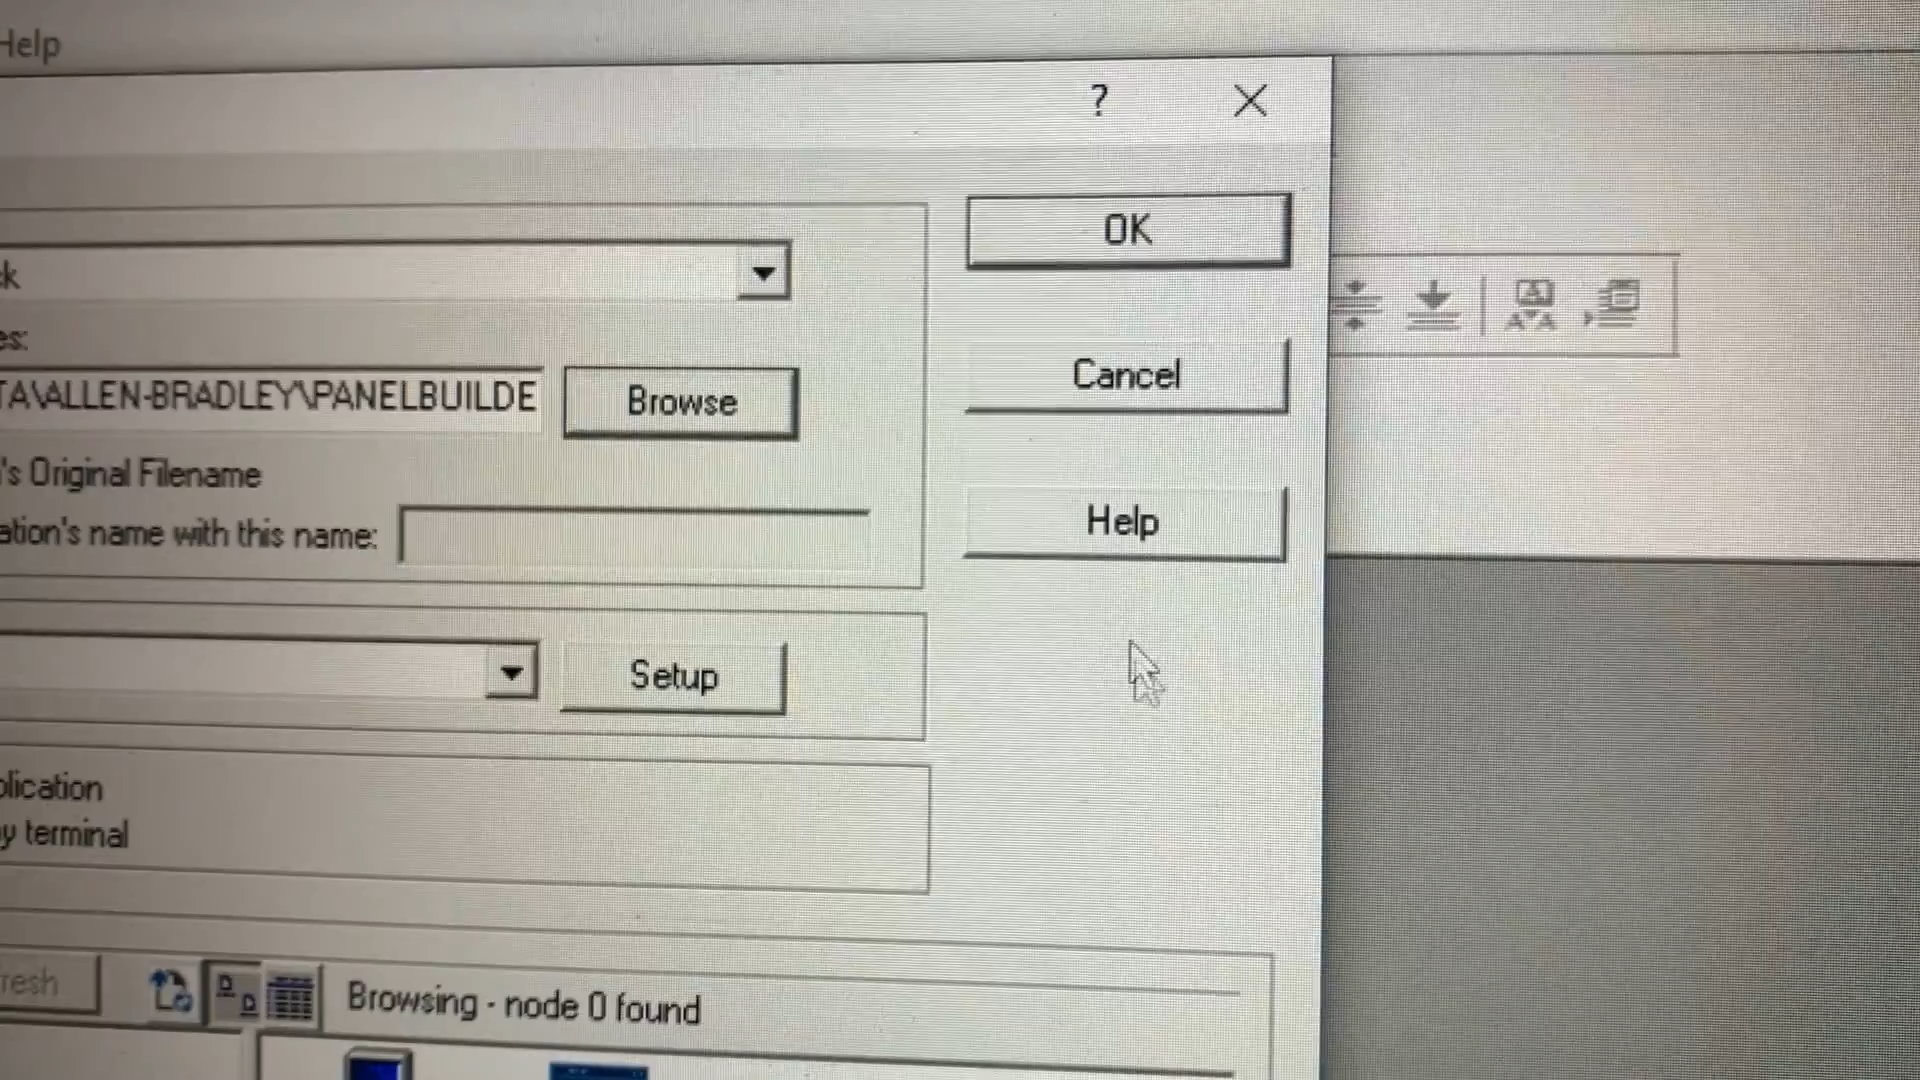 Help
?
OK
k
es:
Cancel
TA\ALLEN-BRADLEY\PANELBUILDE
Browse
's Original Filename
Help
ation's name with this name:
Setup
plication
y terminal
resh
Browsing - node 0 found